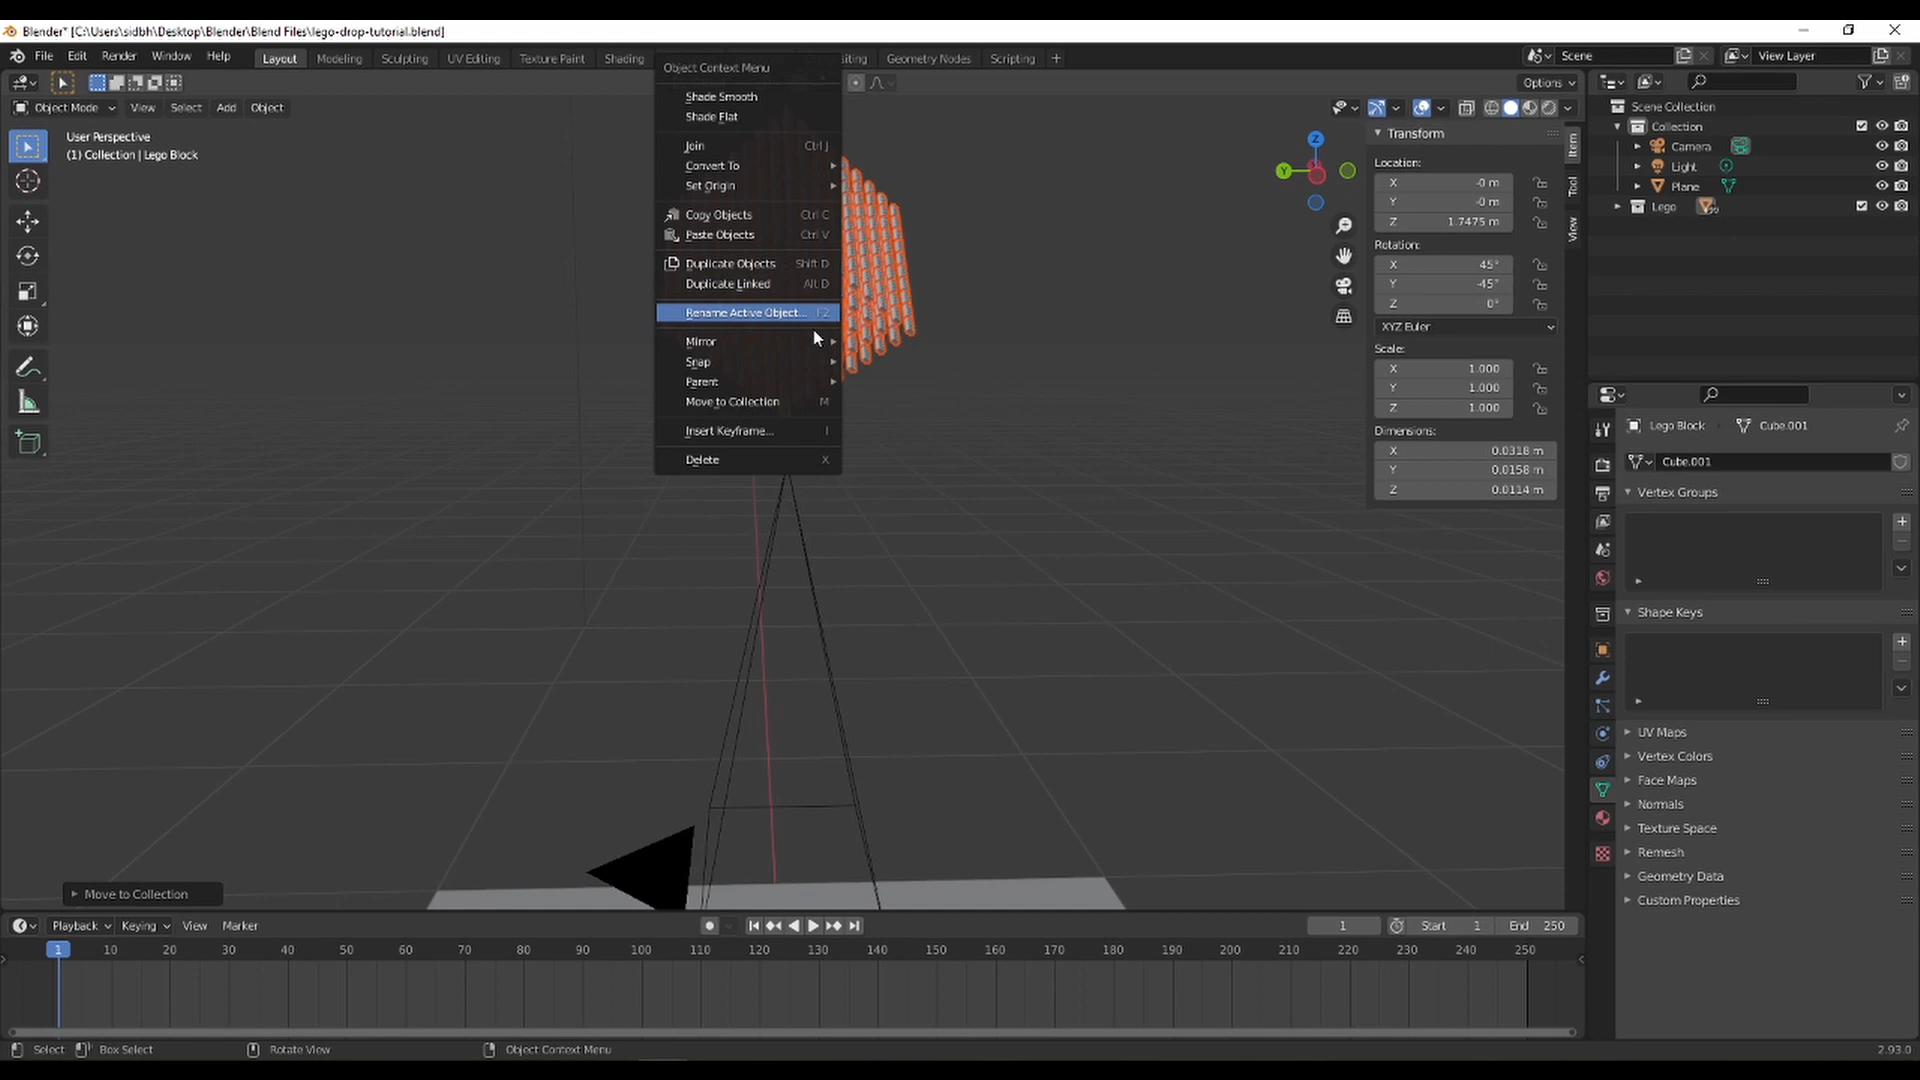 Blender* [C:\Users\sidbh\Desktop\Blender\Blend Files\lego-drop-tutorial.blend]
File Edit Render Window Help Layout Modeling Sculpting UV Editing Texture Paint Shading iting Geometry Nodes Scripting + Scene View Layer
Options
Object Mode View Select Add Object
User Perspective
(1) Collection | Lego Block
Object Context Menu
Shade Smooth
Shade Flat
Join Ctrl J
Convert To
Set Origin
Copy Objects Ctrl C
Paste Objects Ctrl V
Duplicate Objects Shift D
Duplicate Linked Alt D
Rename Active Object... F2
Mirror
Snap
Parent
Move to Collection M
Insert Keyframe... I
Delete X
Z
Y
Transform
Location:
X -0 m
Y -0 m
Z 1.7475 m
Rotation:
X 45°
Y -45°
Z 0°
XYZ Euler
Scale:
X 1.000
Y 1.000
Z 1.000
Dimensions:
X 0.0318 m
Y 0.0158 m
Z 0.0114 m
Item
Tool
View
Scene Collection
Collection
Camera
Light
Plane
Lego
Lego Block Cube.001
Cube.001
Vertex Groups
Shape Keys
UV Maps
Vertex Colors
Face Maps
Normals
Texture Space
Remesh
Geometry Data
Custom Properties
Move to Collection
Playback Keying View Marker 1 Start 1 End 250
1 10 20 30 40 50 60 70 80 90 100 110 120 130 140 150 160 170 180 190 200 210 220 230 240 250
Select Box Select Rotate View Object Context Menu 2.93.0